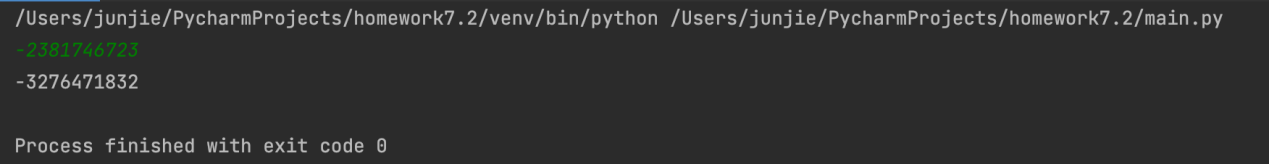 /Users/junjie/PycharmProjects/homework7.2/venv/bin/python /Users/junjie/PycharmProjects/homework7.2/main.py
-2381746723
-3276471832
Process finished with exit code 0